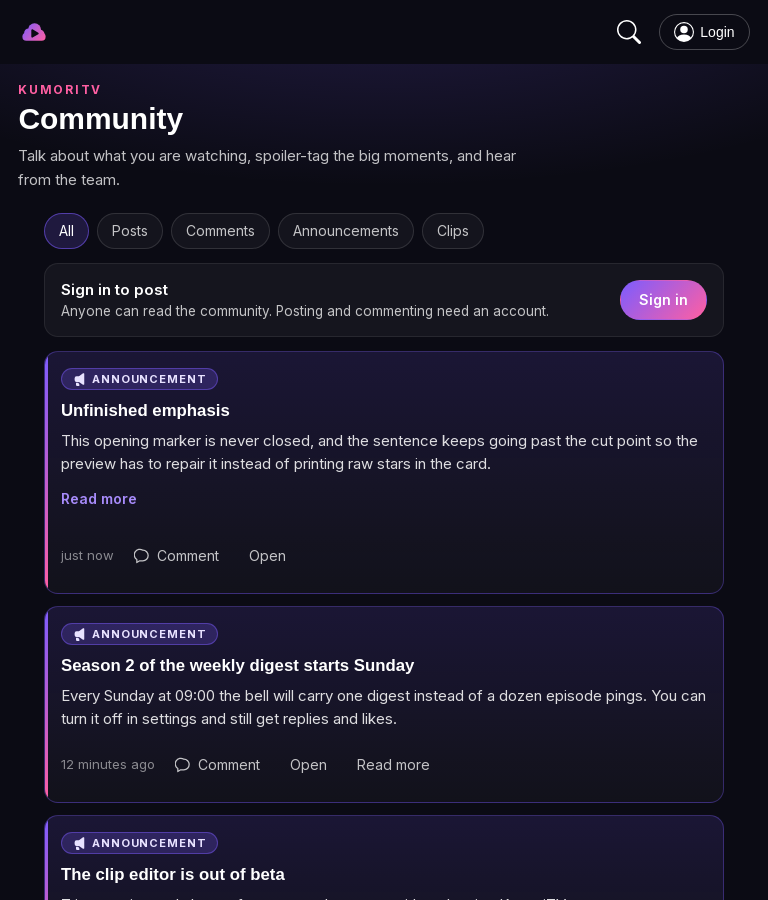 Login
KUMORITV
Community
Talk about what you are watching, spoiler-tag the big moments, and hear
from the team.
All Posts Comments Announcements Clips
Sign in to post
Anyone can read the community. Posting and commenting need an account.
Sign in
ANNOUNCEMENT
Unfinished emphasis
This opening marker is never closed, and the sentence keeps going past the cut point so the
preview has to repair it instead of printing raw stars in the card.
Read more
just now Comment Open
ANNOUNCEMENT
Season 2 of the weekly digest starts Sunday
Every Sunday at 09:00 the bell will carry one digest instead of a dozen episode pings. You can
turn it off in settings and still get replies and likes.
12 minutes ago Comment Open Read more
ANNOUNCEMENT
The clip editor is out of beta